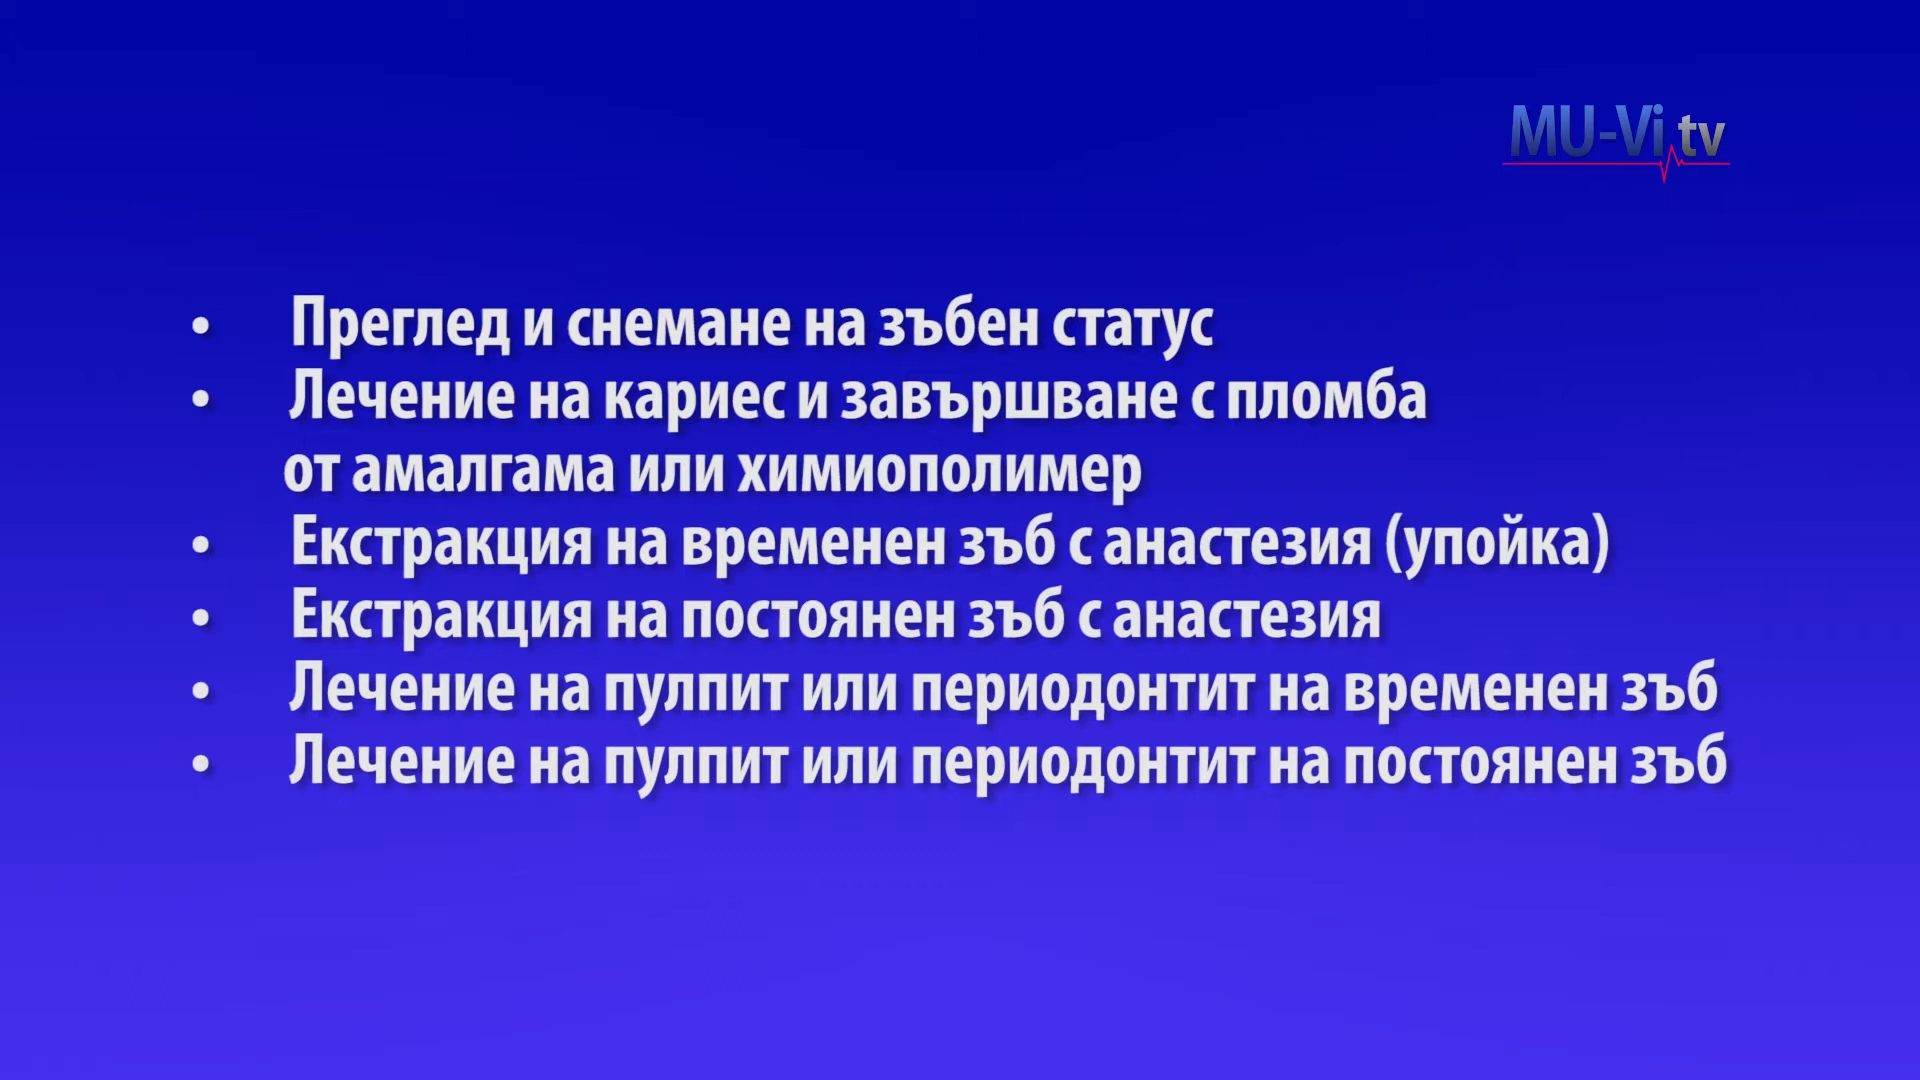 MU-Vi.tv
• Преглед и снемане на зъбен статус
• Лечение на кариес и завършване с пломба
от амалгама или химиополимер
• Екстракция на временен зъб с анастезия (упойка)
• Екстракция на постоянен зъб с анастезия
• Лечение на пулпит или периодонтит на временен зъб
• Лечение на пулпит или периодонтит на постоянен зъб